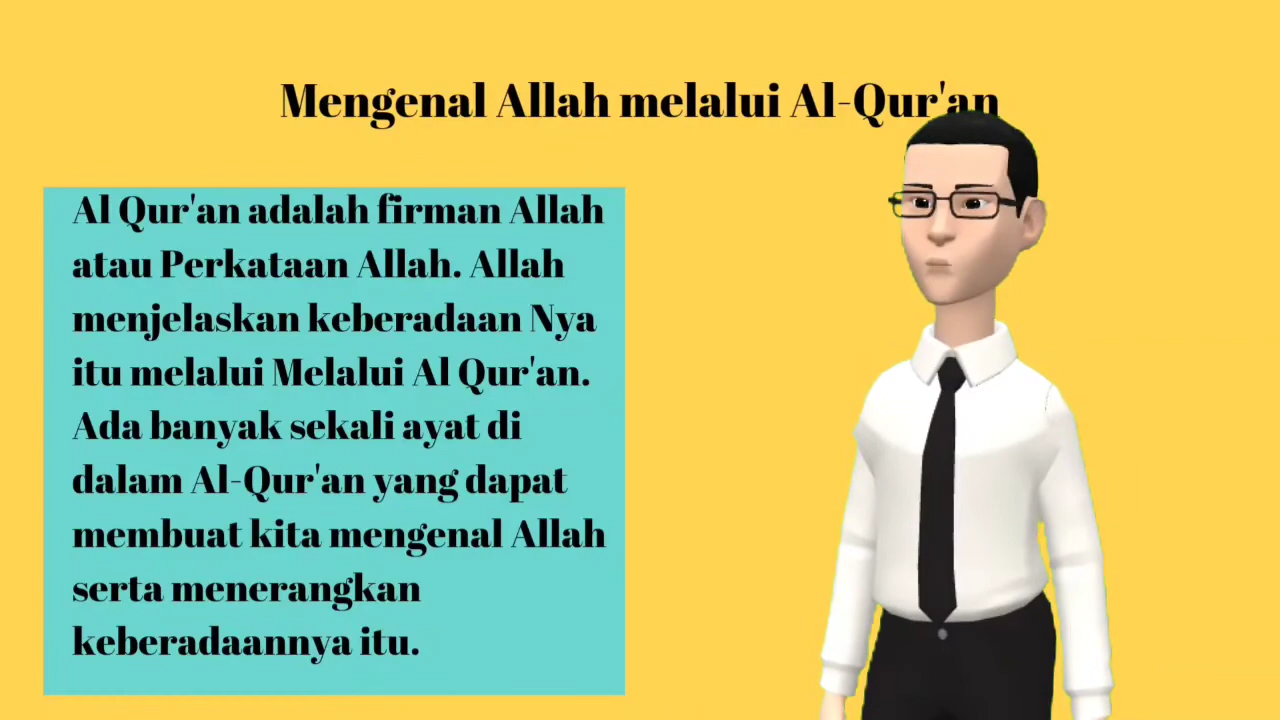 Mengenal Allah melalui Al-Qur'an
Al Qur'an adalah firman Allah
atau Perkataan Allah. Allah
menjelaskan keberadaan Nya
itu melalui Melalui Al Qur'an.
Ada banyak sekali ayat di
dalam Al-Qur'an yang dapat
membuat kita mengenal Allah
serta menerangkan
keberadaannya itu.